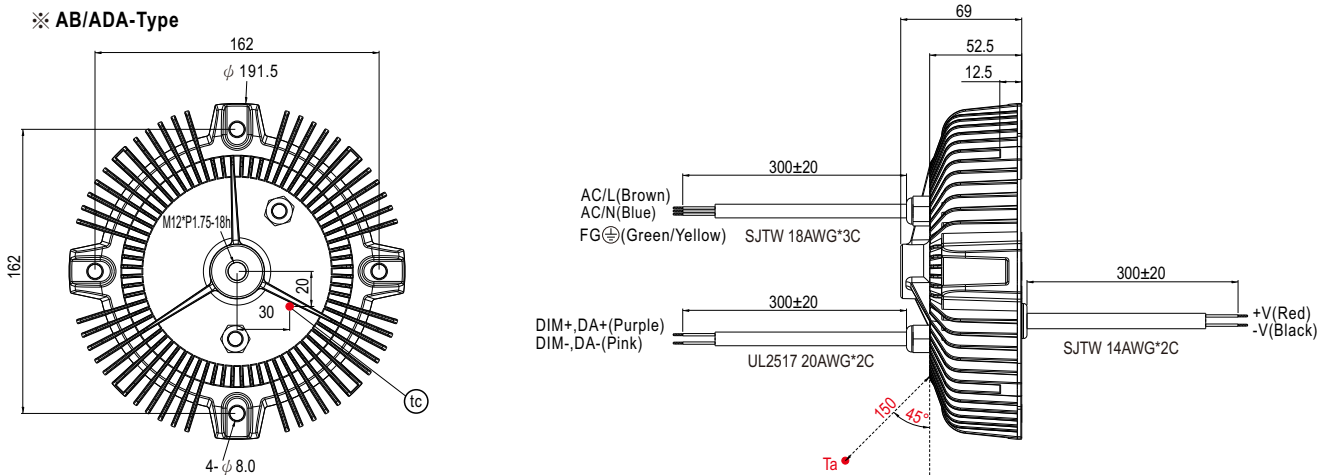 ※ AB/ADA-Type
162
φ 191.5
162
M12*P1.75-18h
20
30
tc
4- φ 8.0
69
52.5
12.5
300±20
AC/L(Brown)
AC/N(Blue)
FG⏚(Green/Yellow)
SJTW 18AWG*3C
300±20
DIM+,DA+(Purple)
DIM-,DA-(Pink)
UL2517 20AWG*2C
300±20
+V(Red)
-V(Black)
SJTW 14AWG*2C
150
45°
Ta